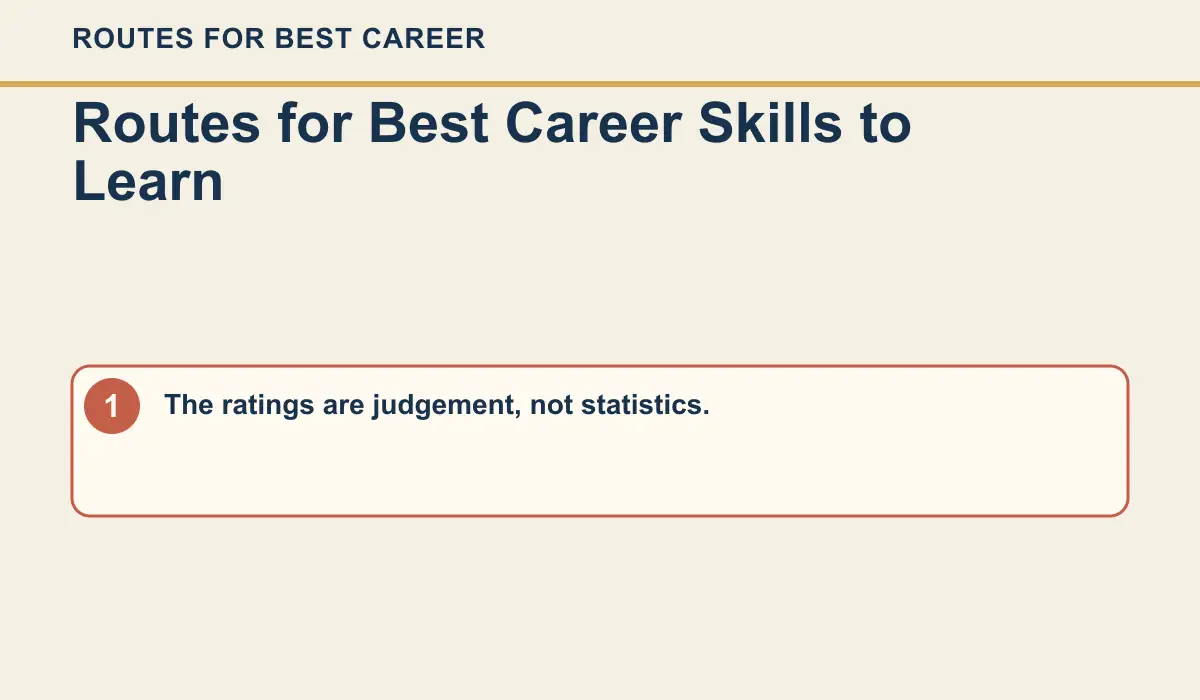 ROUTES FOR BEST CAREER
Routes for Best Career Skills to
Learn
1
The ratings are judgement, not statistics.